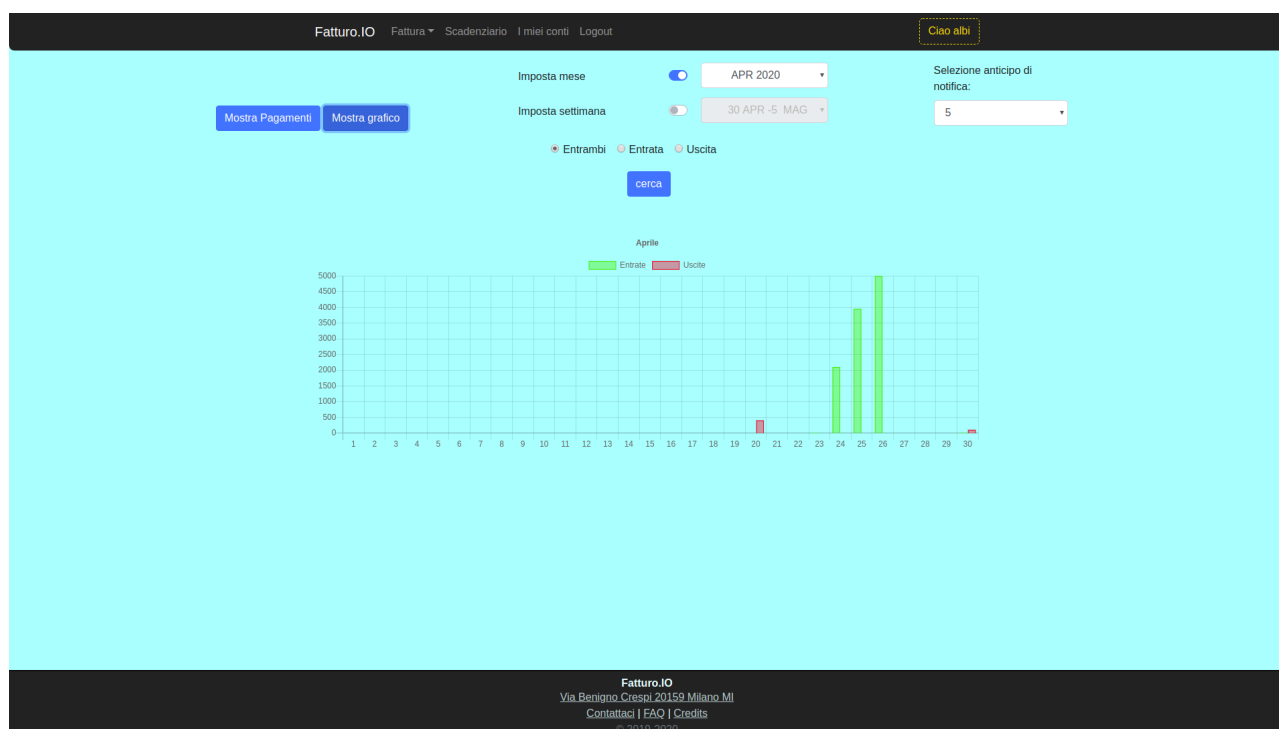 Fatturo.IO Fattura Scadenziario I miei conti Logout Ciao albi
Imposta mese APR 2020
Selezione anticipo di
notifica:
Mostra Pagamenti Mostra grafico
Imposta settimana 30 APR -5 MAG
5
Entrambi Entrata Uscita
cerca
Aprile
Entrate Uscite
5000
4500
4000
3500
3000
2500
2000
1500
1000
500
0
1 2 3 4 5 6 7 8 9 10 11 12 13 14 15 16 17 18 19 20 21 22 23 24 25 26 27 28 29 30
Fatturo.IO
Via Benigno Crespi 20159 Milano MI
Contattaci | FAQ | Credits
© 2019-2020